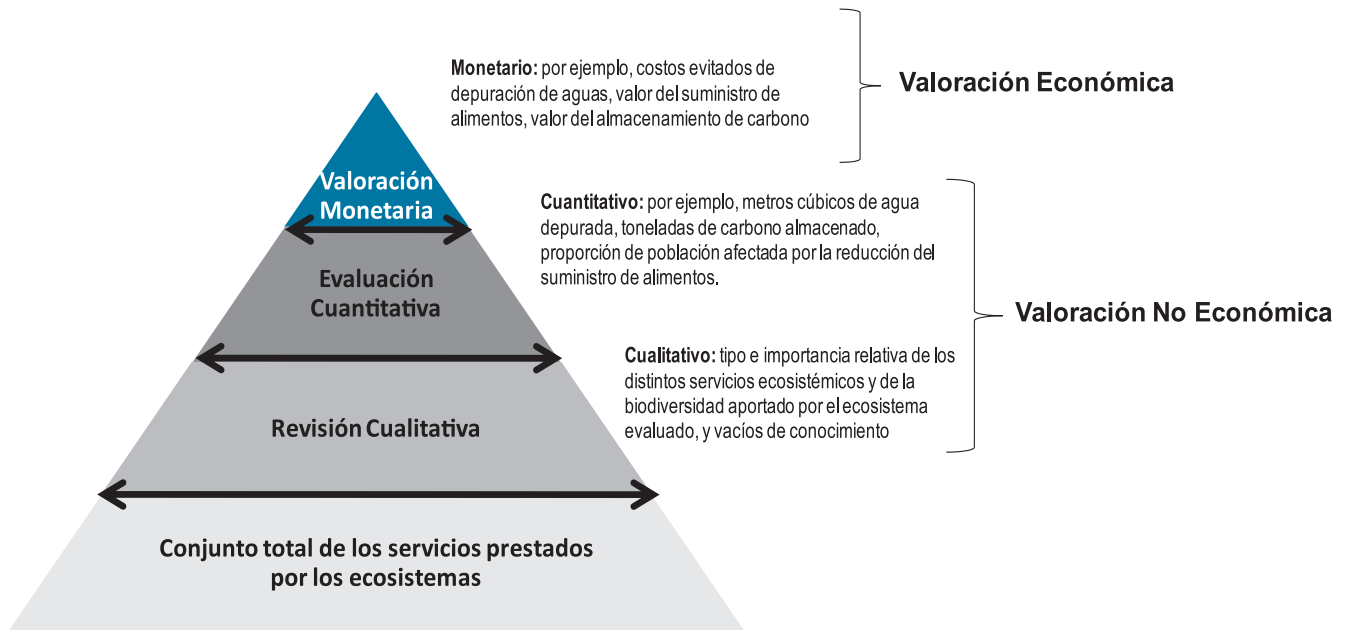 Monetario: por ejemplo, costos evitados de
depuración de aguas, valor del suministro de
alimentos, valor del almacenamiento de carbono
Valoración Económica
Valoración
Monetaria
Cuantitativo: por ejemplo, metros cúbicos de agua
depurada, toneladas de carbono almacenado,
proporción de población afectada por la reducción del
suministro de alimentos.
Evaluación
Cuantitativa
Valoración No Económica
Cualitativo: tipo e importancia relativa de los
distintos servicios ecosistémicos y de la
biodiversidad aportado por el ecosistema
evaluado, y vacíos de conocimiento
Revisión Cualitativa
Conjunto total de los servicios prestados
por los ecosistemas